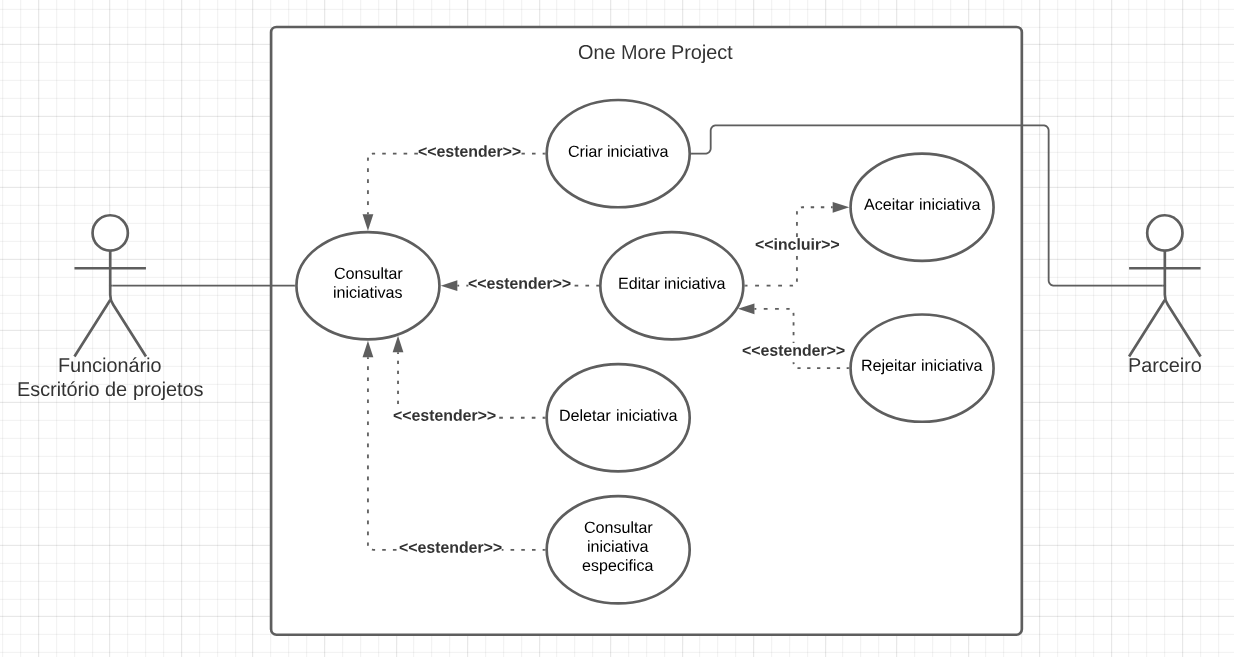 One More Project
<<estender>>
Criar iniciativa
Aceitar iniciativa
<<incluir>>
Consultar
iniciativas
<<estender>>
Editar iniciativa
<<estender>>
Rejeitar iniciativa
Funcionário
Escritório de projetos
Parceiro
<<estender>>
Deletar iniciativa
<<estender>>
Consultar
iniciativa
especifica